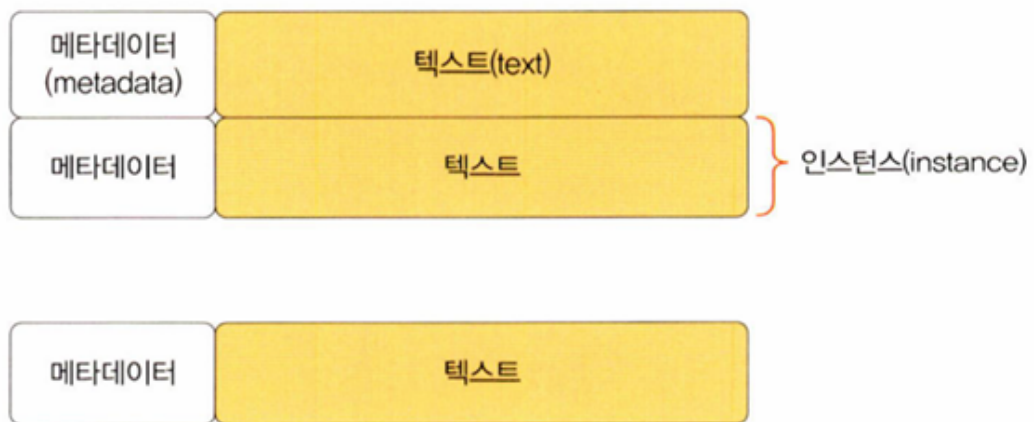 메타데이터
(metadata)
텍스트(text)
메타데이터
텍스트
인스턴스(instance)
메타데이터
텍스트